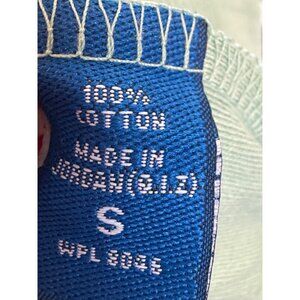 100%
COTTON
MADE IN
JORDAN(Q.I.Z)
S
WPL 8046